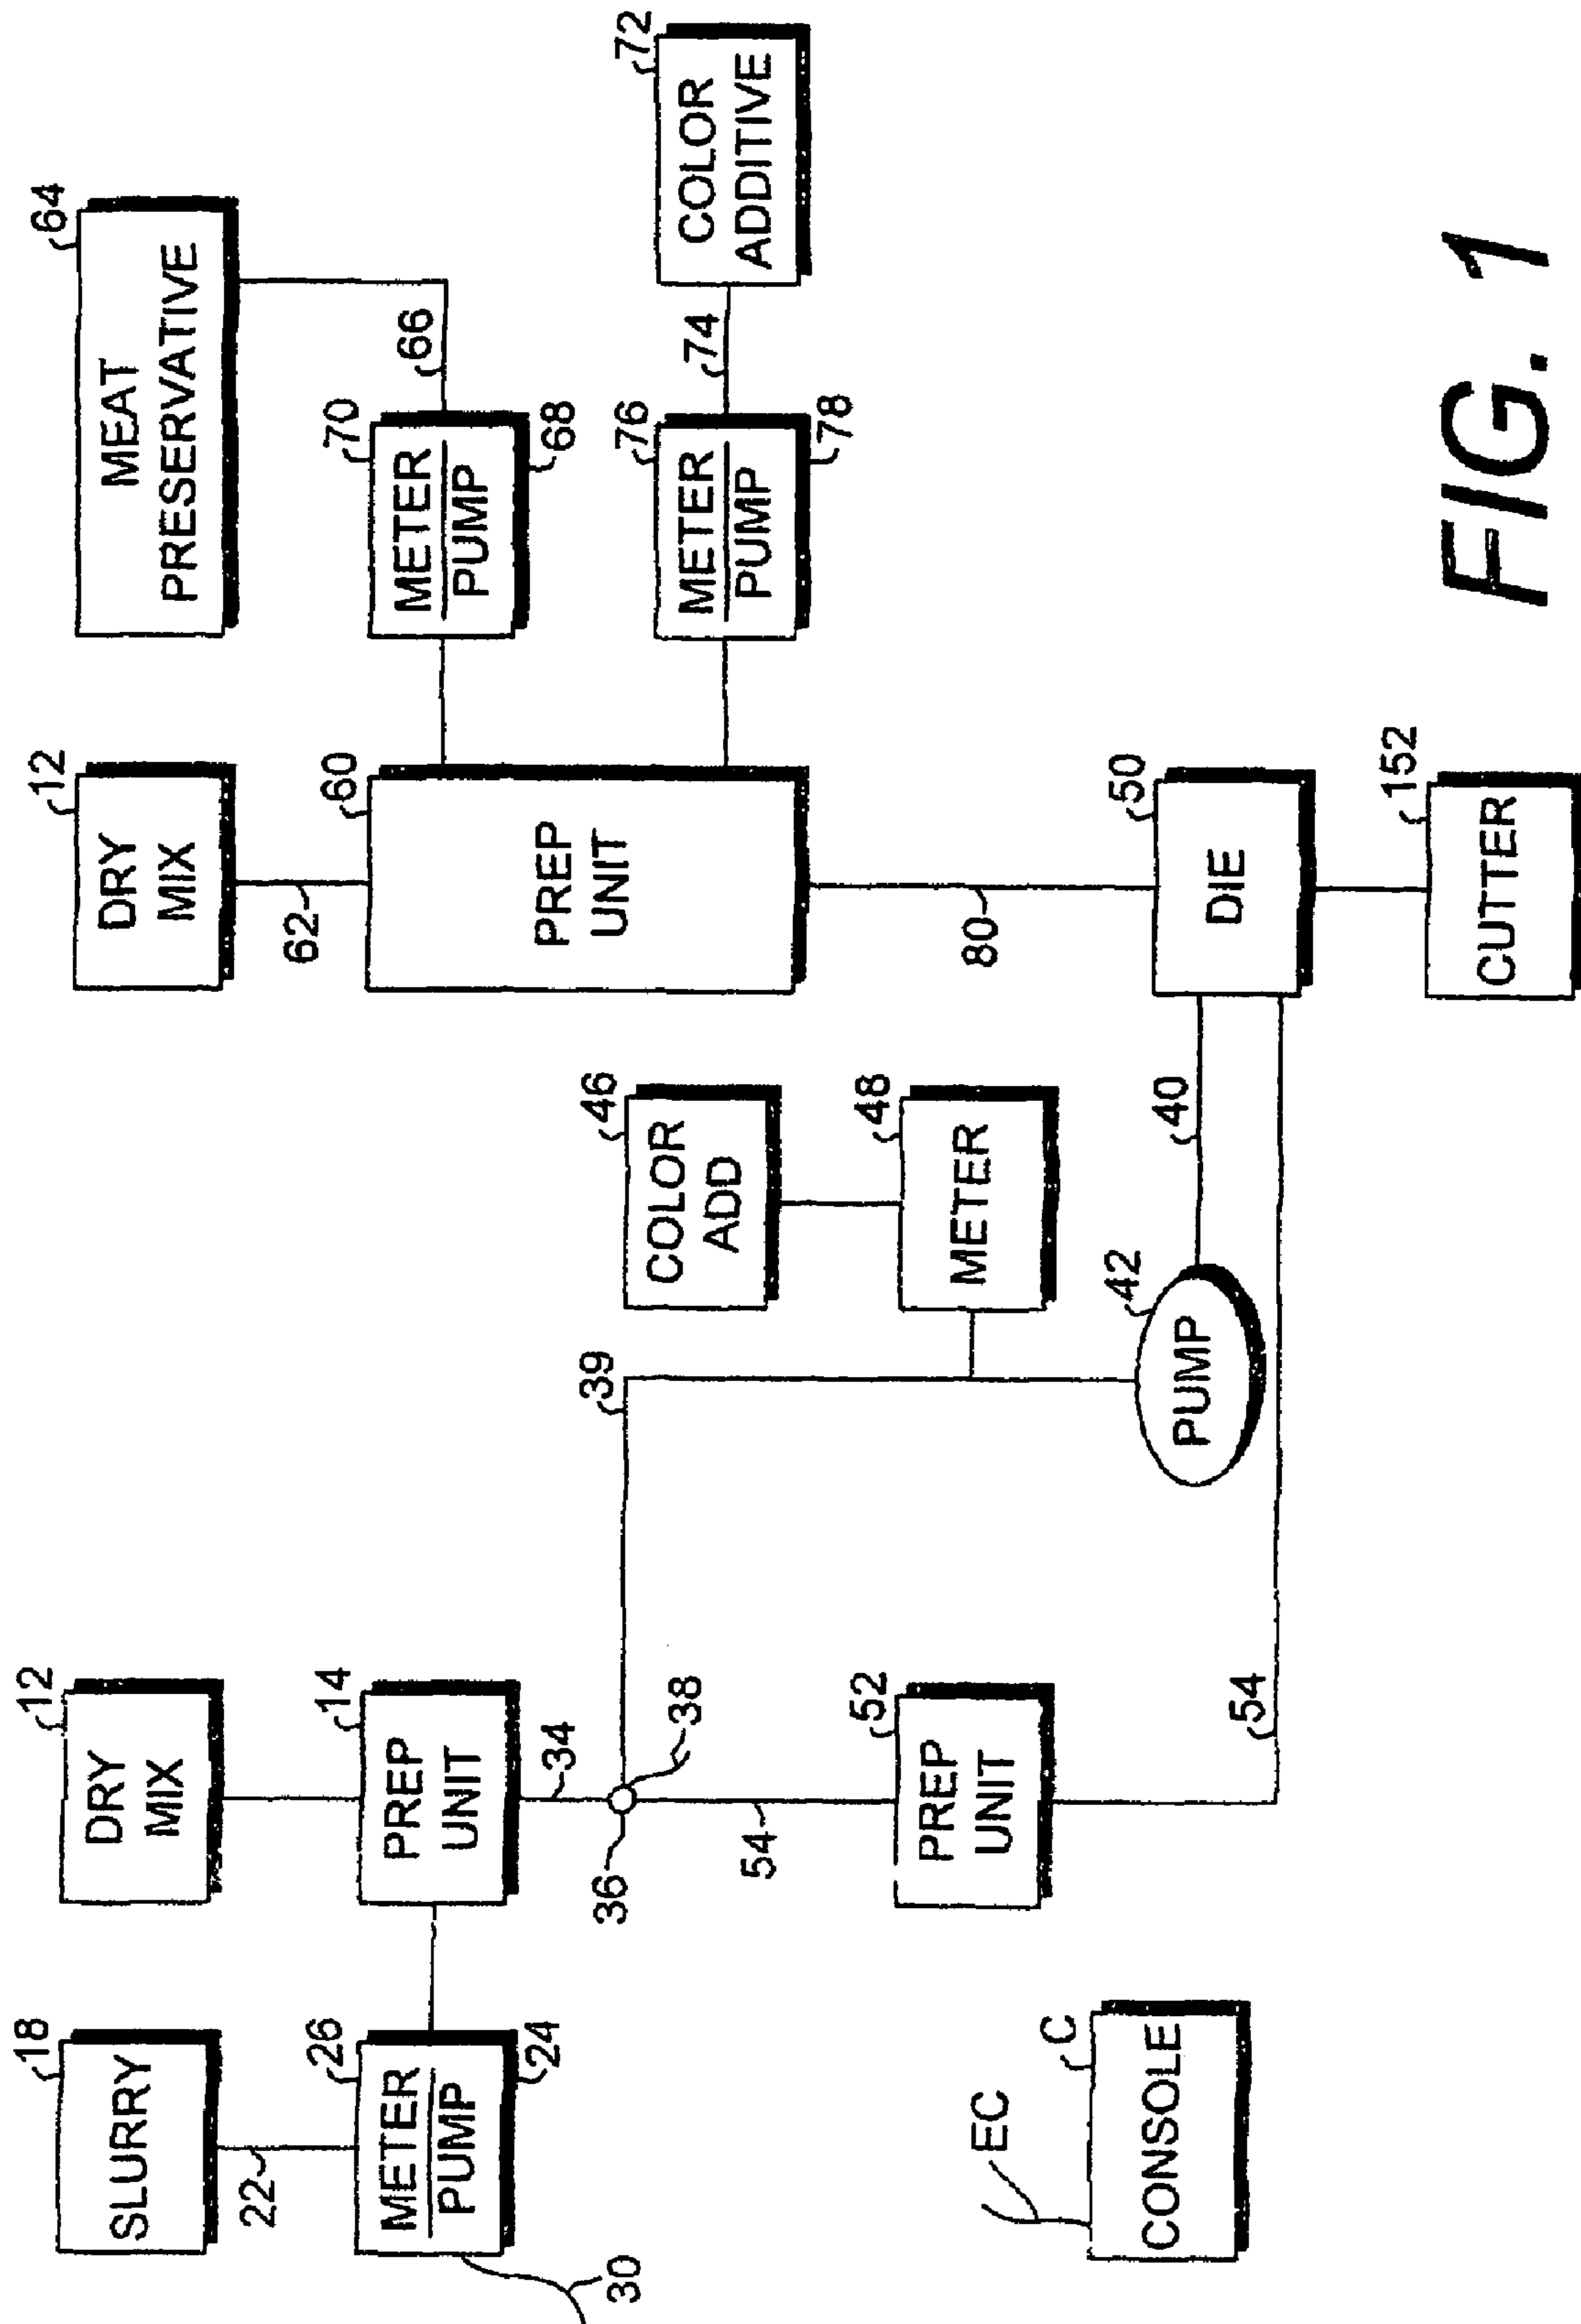 18
SLURRY
22
26
METER
PUMP
24
30
12
DRY
MIX
14
PREP
UNIT
34
36
38
54
52
PREP
UNIT
54
39
46
COLOR
ADD
48
METER
42
PUMP
40
12
DRY
MIX
62
60
PREP
UNIT
80
50
DIE
152
CUTTER
64
MEAT
PRESERVATIVE
66
70
METER
PUMP
68
72
COLOR
ADDITIVE
74
76
METER
PUMP
78
EC
C
CONSOLE
FIG. 1